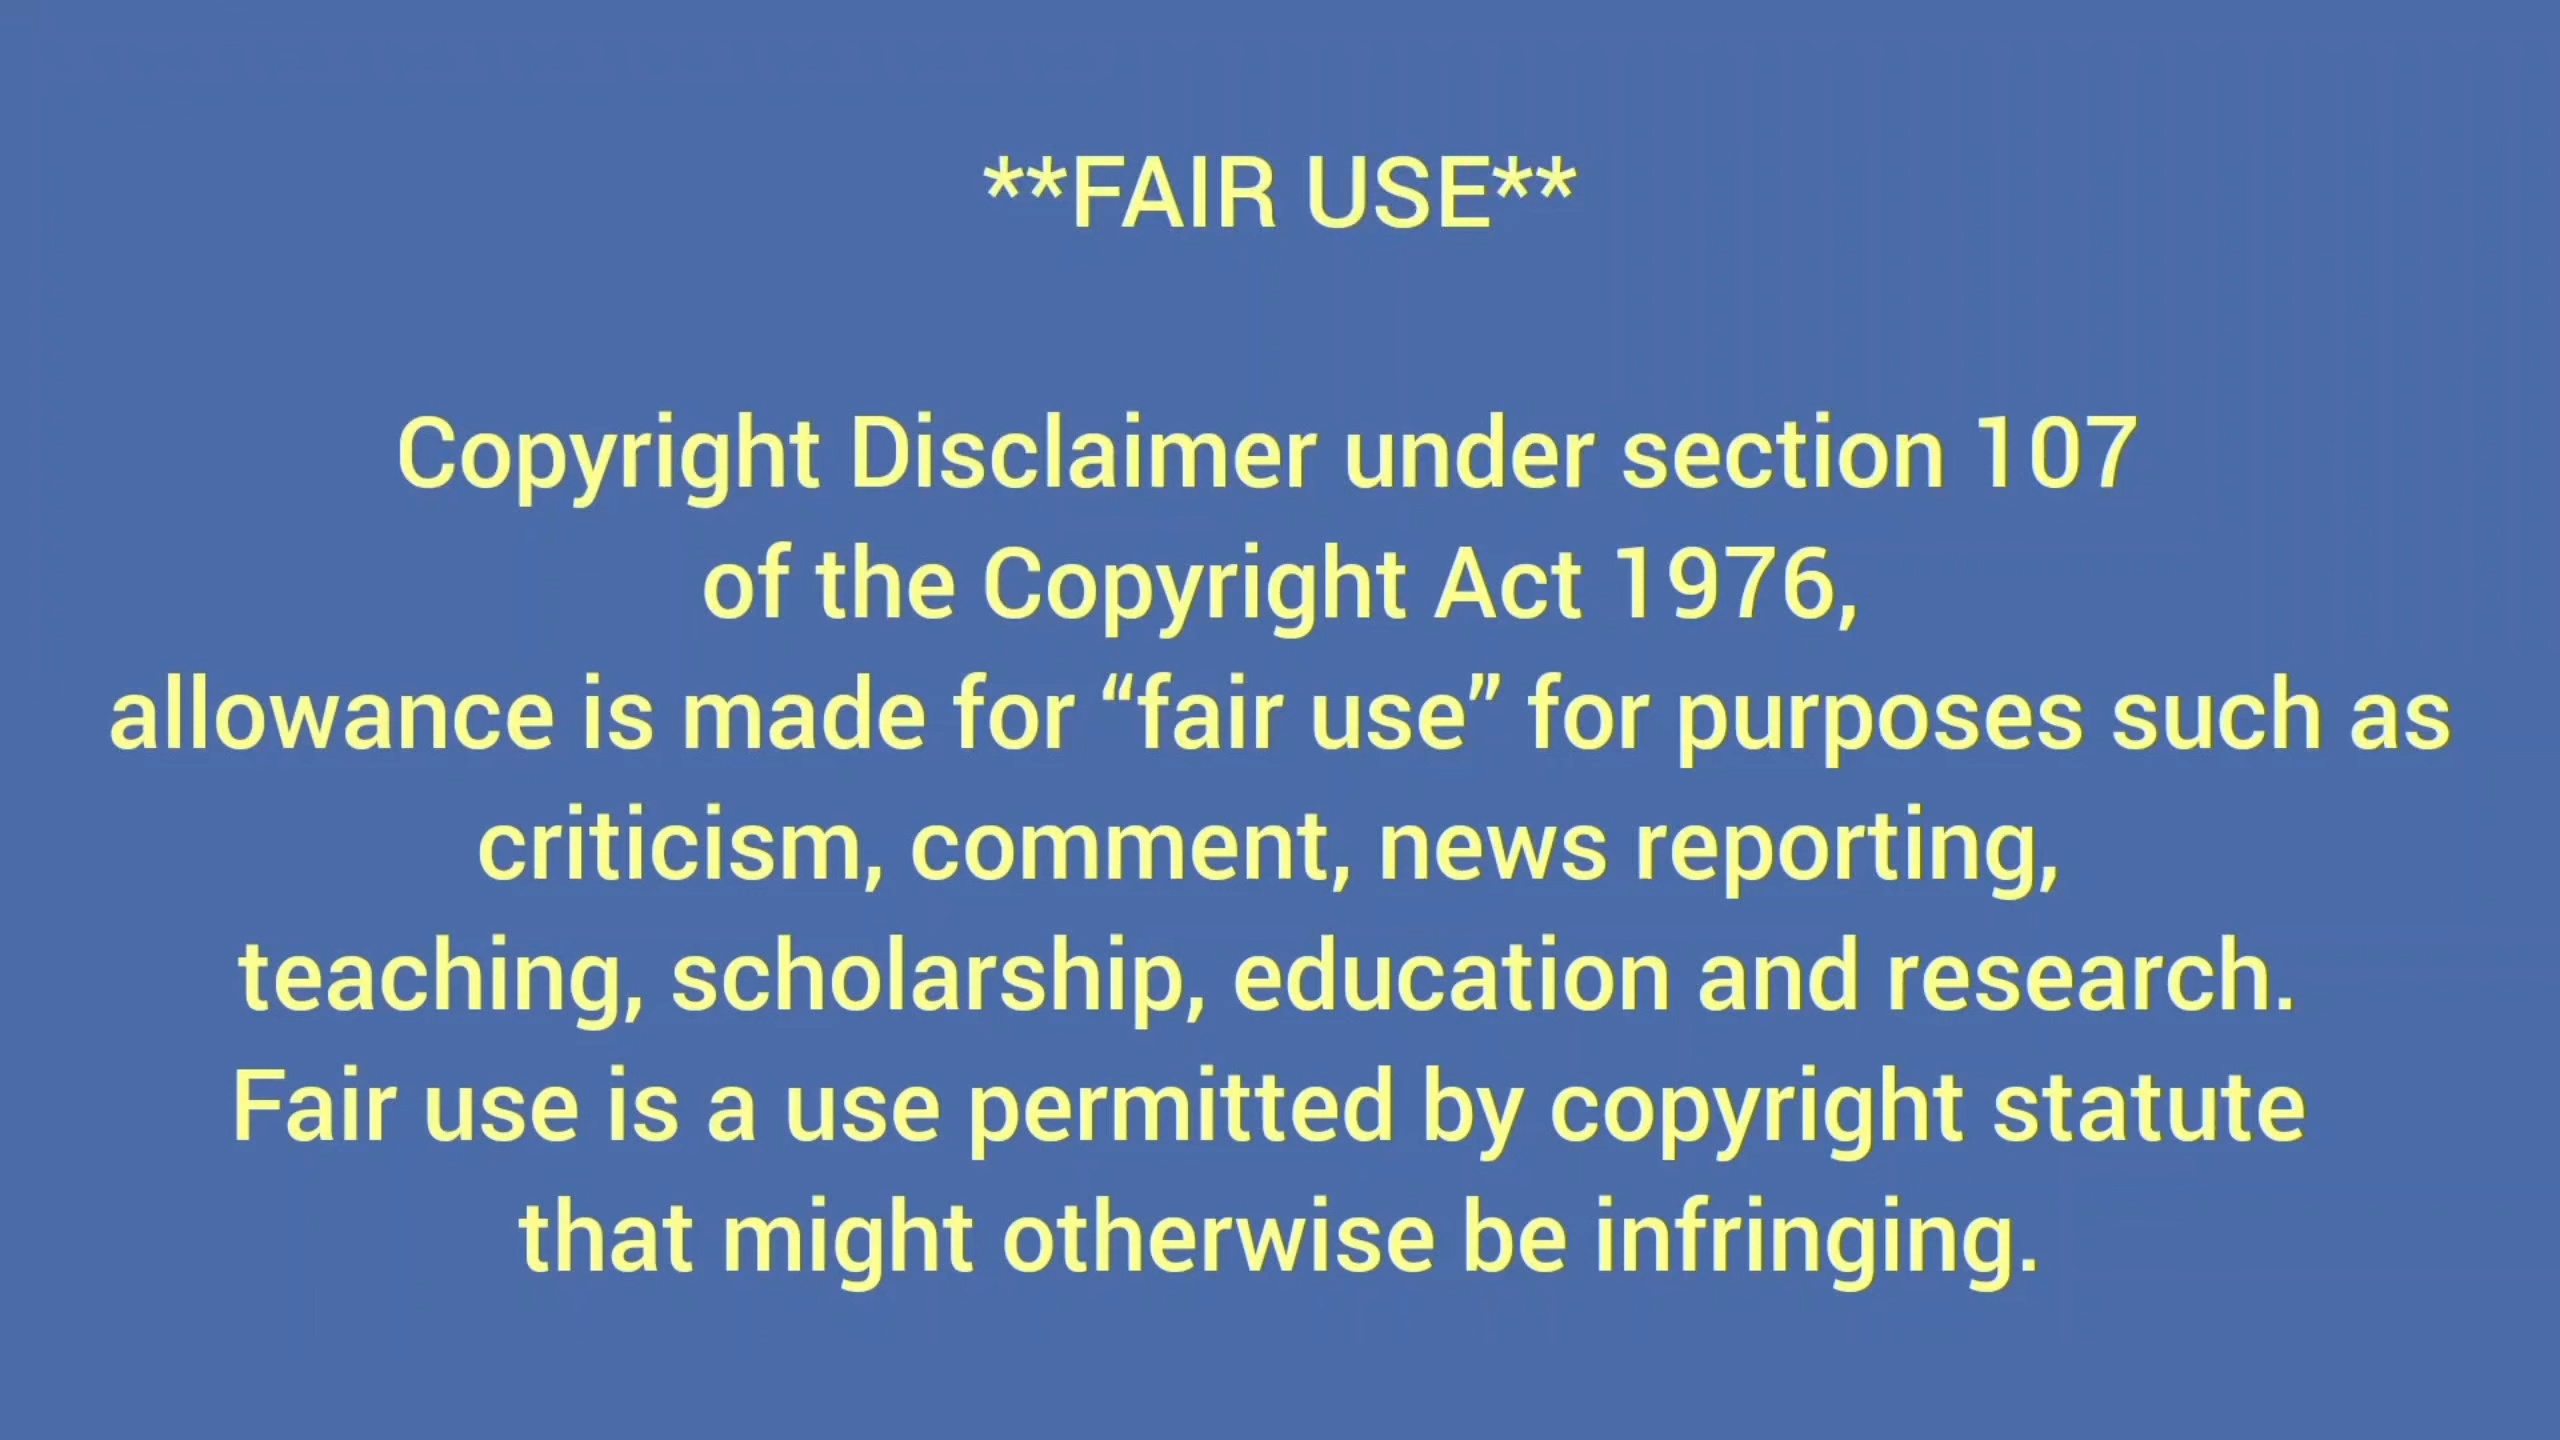 **FAIR USE**
Copyright Disclaimer under section 107
of the Copyright Act 1976,
allowance is made for “fair use” for purposes such as
criticism, comment, news reporting,
teaching, scholarship, education and research.
Fair use is a use permitted by copyright statute
that might otherwise be infringing.